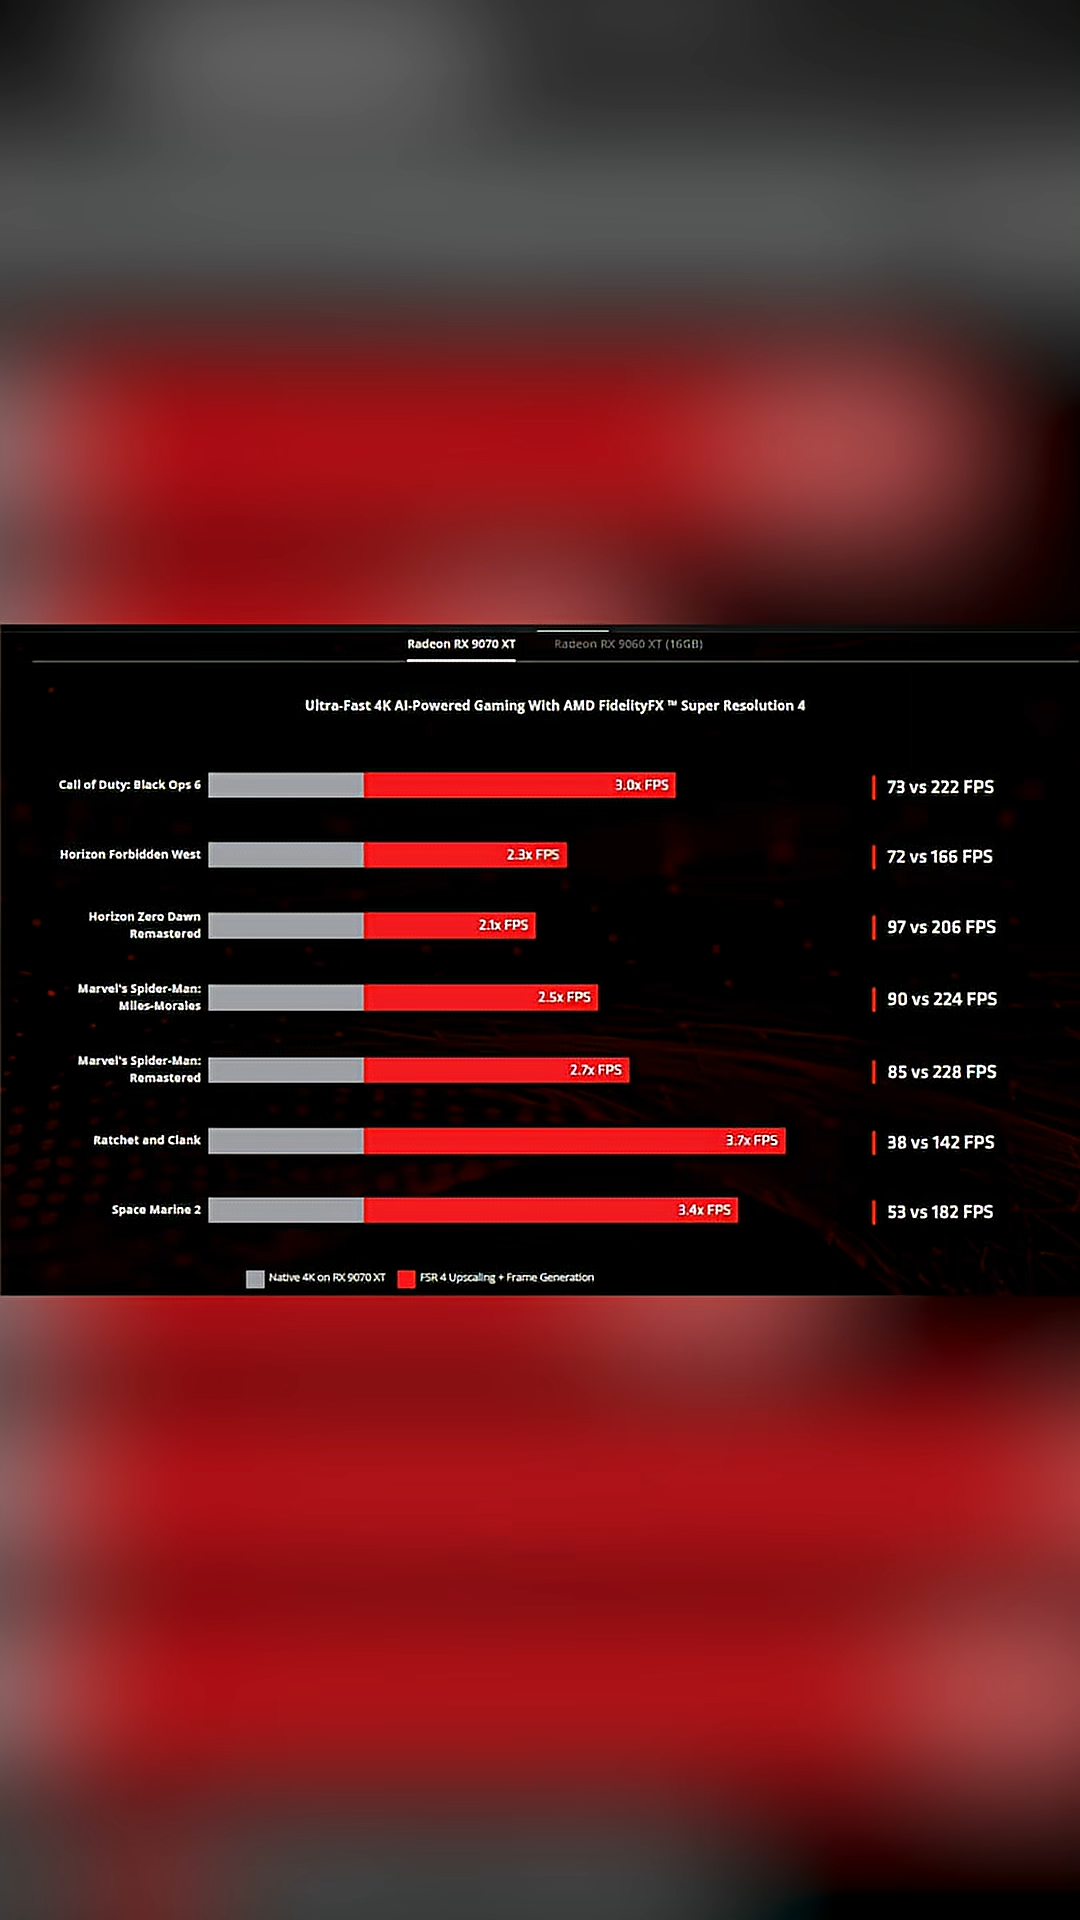 Radeon RX 9070 XT
Radeon RX 9060 XT (16GB)
Ultra-Fast 4K AI-Powered Gaming With AMD FidelityFX ™ Super Resolution 4
Call of Duty: Black Ops 6
3.0x FPS
73 vs 222 FPS
Horizon Forbidden West
2.3x FPS
72 vs 166 FPS
Horizon Zero Dawn
Remastered
2.1x FPS
97 vs 206 FPS
Marvel's Spider-Man:
Miles-Morales
2.5x FPS
90 vs 224 FPS
Marvel's Spider-Man:
Remastered
2.7x FPS
85 vs 228 FPS
Ratchet and Clank
3.7x FPS
38 vs 142 FPS
Space Marine 2
3.4x FPS
53 vs 182 FPS
Native 4K on RX 9070 XT
FSR 4 Upscaling + Frame Generation